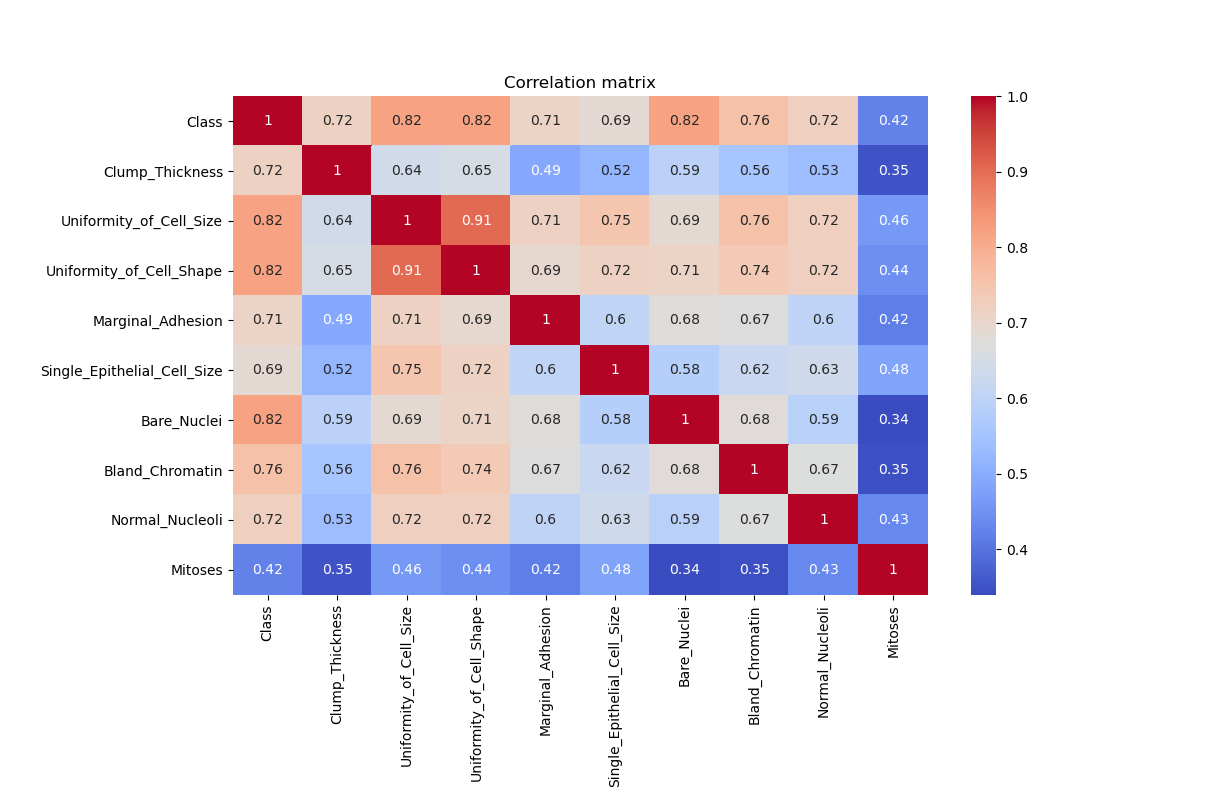 Correlation matrix
Class 1 0.72 0.82 0.82 0.71 0.69 0.82 0.76 0.72 0.42
Clump_Thickness 0.72 1 0.64 0.65 0.49 0.52 0.59 0.56 0.53 0.35
Uniformity_of_Cell_Size 0.82 0.64 1 0.91 0.71 0.75 0.69 0.76 0.72 0.46
Uniformity_of_Cell_Shape 0.82 0.65 0.91 1 0.69 0.72 0.71 0.74 0.72 0.44
Marginal_Adhesion 0.71 0.49 0.71 0.69 1 0.6 0.68 0.67 0.6 0.42
Single_Epithelial_Cell_Size 0.69 0.52 0.75 0.72 0.6 1 0.58 0.62 0.63 0.48
Bare_Nuclei 0.82 0.59 0.69 0.71 0.68 0.58 1 0.68 0.59 0.34
Bland_Chromatin 0.76 0.56 0.76 0.74 0.67 0.62 0.68 1 0.67 0.35
Normal_Nucleoli 0.72 0.53 0.72 0.72 0.6 0.63 0.59 0.67 1 0.43
Mitoses 0.42 0.35 0.46 0.44 0.42 0.48 0.34 0.35 0.43 1
Class
Clump_Thickness
Uniformity_of_Cell_Size
Uniformity_of_Cell_Shape
Marginal_Adhesion
Single_Epithelial_Cell_Size
Bare_Nuclei
Bland_Chromatin
Normal_Nucleoli
Mitoses
1.0
0.9
0.8
0.7
0.6
0.5
0.4